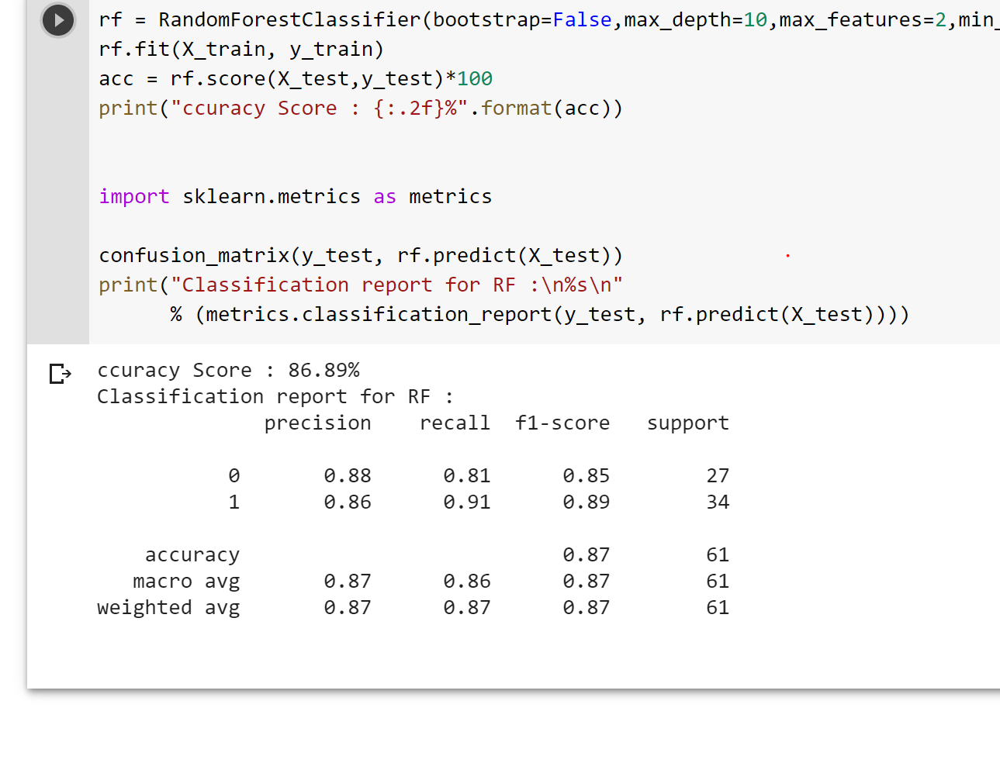 rf = RandomForestClassifier(bootstrap=False,max_depth=10,max_features=2,min_
rf.fit(X_train, y_train)
acc = rf.score(X_test,y_test)*100
print("ccuracy Score : {:.2f}%".format(acc))
import sklearn.metrics as metrics
confusion_matrix(y_test, rf.predict(X_test))
print("Classification report for RF :\n%s\n"
% (metrics.classification_report(y_test, rf.predict(X_test))))
ccuracy Score : 86.89%
Classification report for RF :
precision recall f1-score support
0 0.88 0.81 0.85 27
1 0.86 0.91 0.89 34
accuracy 0.87 61
macro avg 0.87 0.86 0.87 61
weighted avg 0.87 0.87 0.87 61